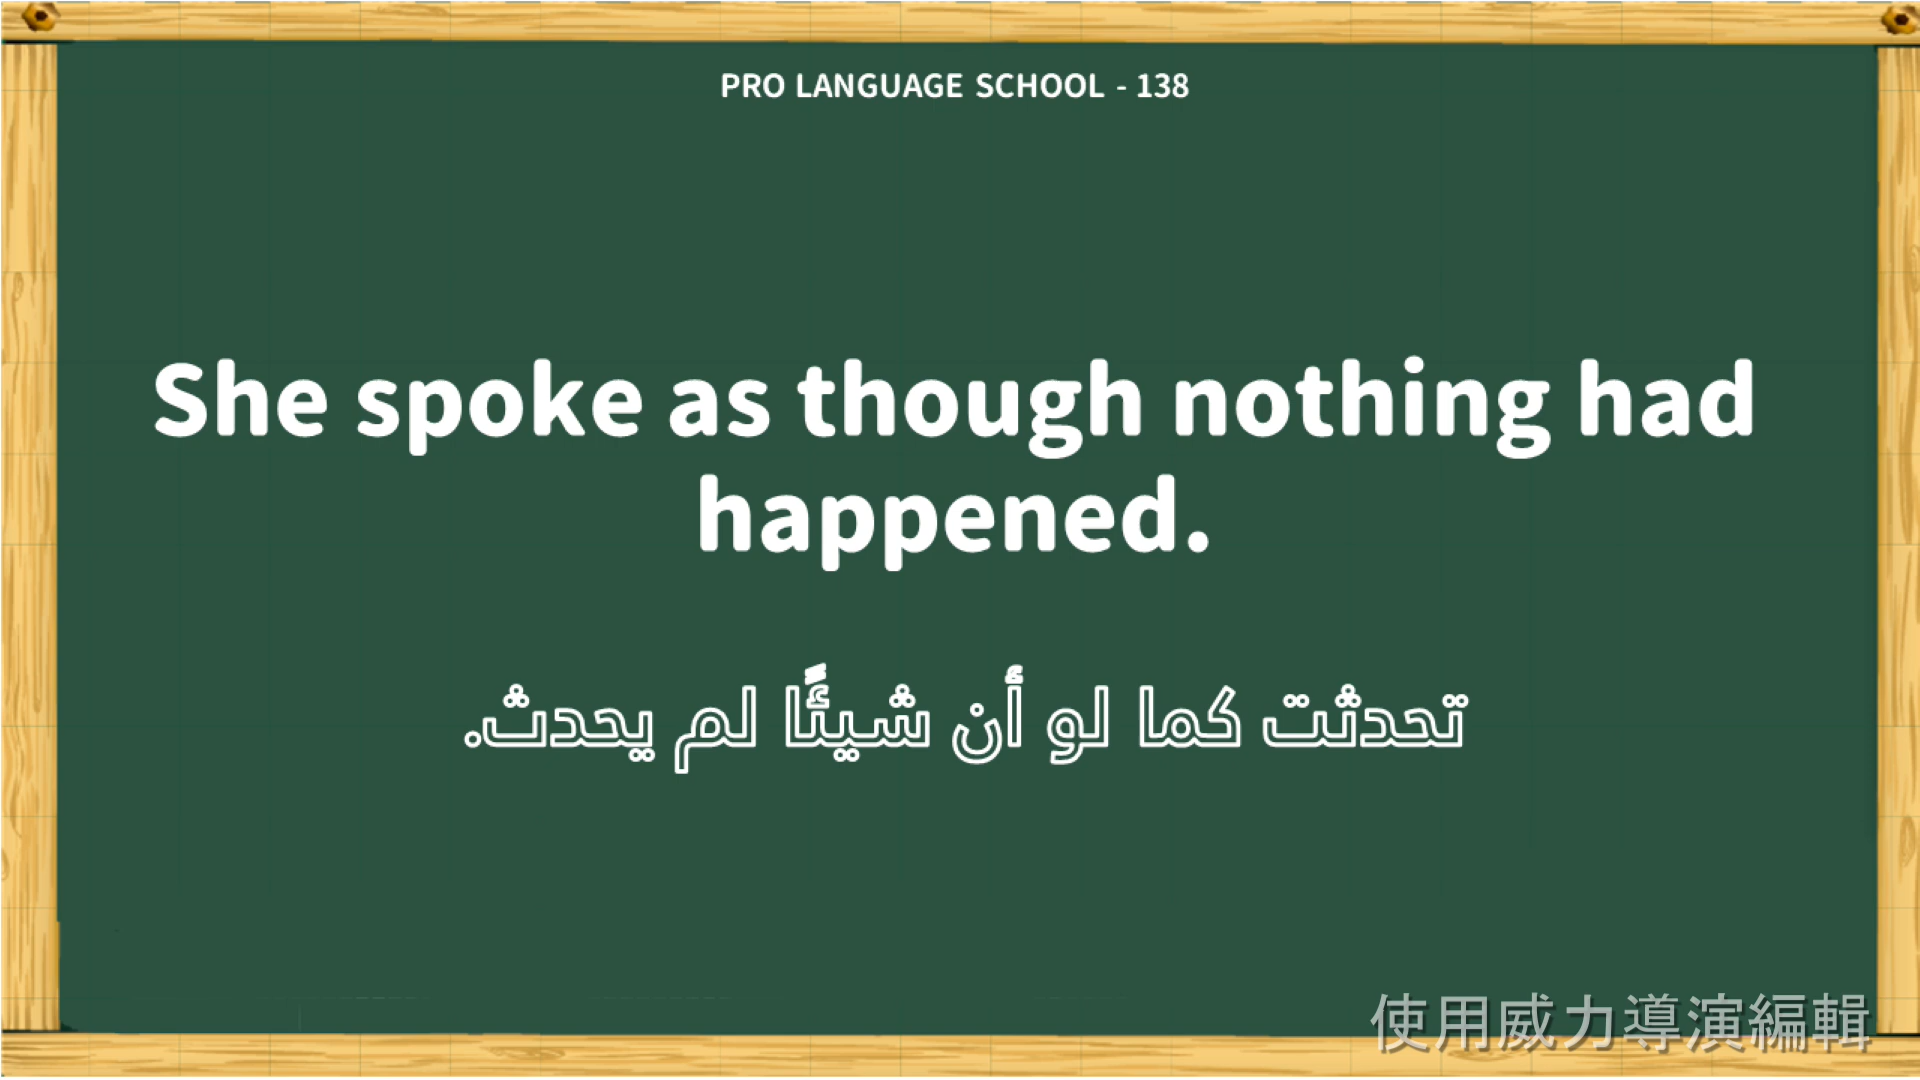 PRO LANGUAGE SCHOOL - 138
She spoke as though nothing had
happened.
تحدثت كما لو أن شيئًا لم يحدث.
使用威力導演編輯